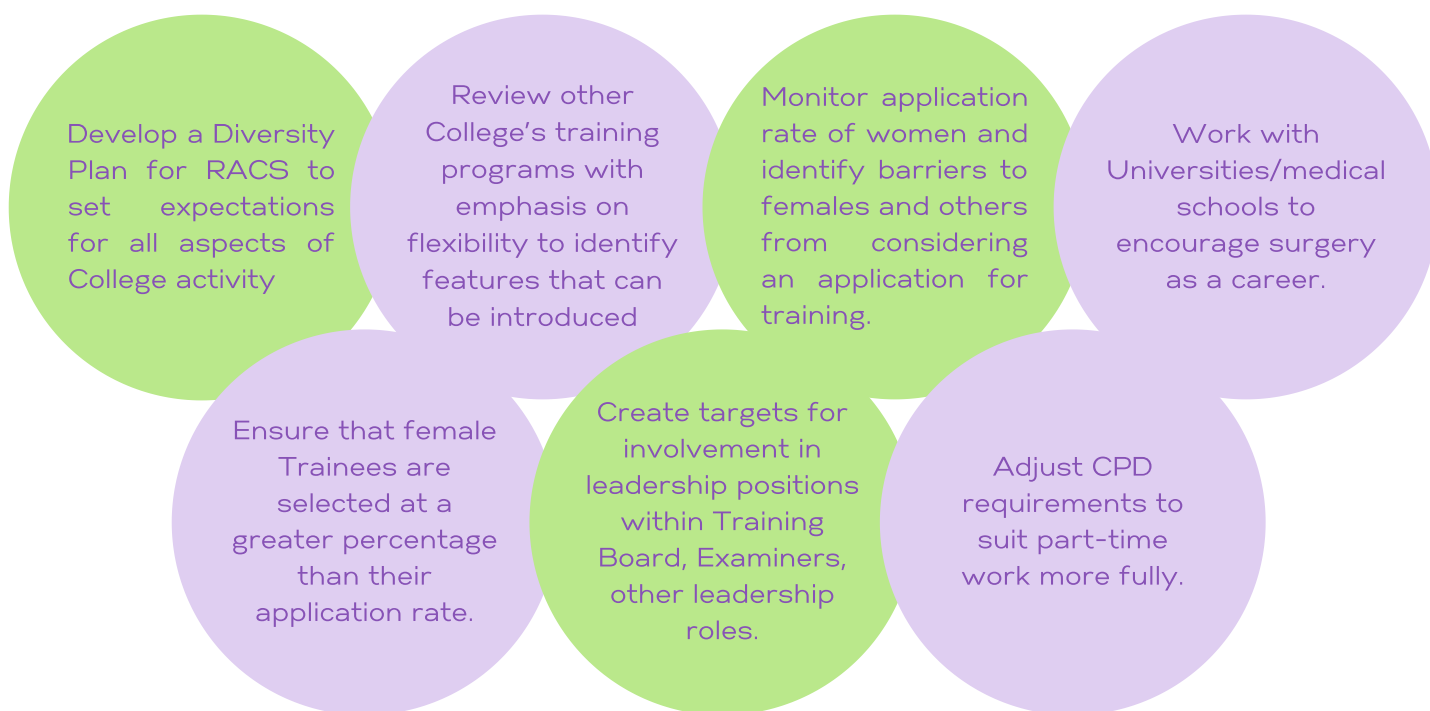 Develop a Diversity
Plan for RACS to
set expectations
for all aspects of
College activity
Review other
College's training
programs with
emphasis on
flexibility to identify
features that can
be introduced
Monitor application
rate of women and
identify barriers to
females and others
from considering
an application for
training.
Work with
Universities/medical
schools to
encourage surgery
as a career.
Ensure that female
Trainees are
selected at a
greater percentage
than their
application rate.
Create targets for
involvement in
leadership positions
within Training
Board, Examiners,
other leadership
roles.
Adjust CPD
requirements to
suit part-time
work more fully.